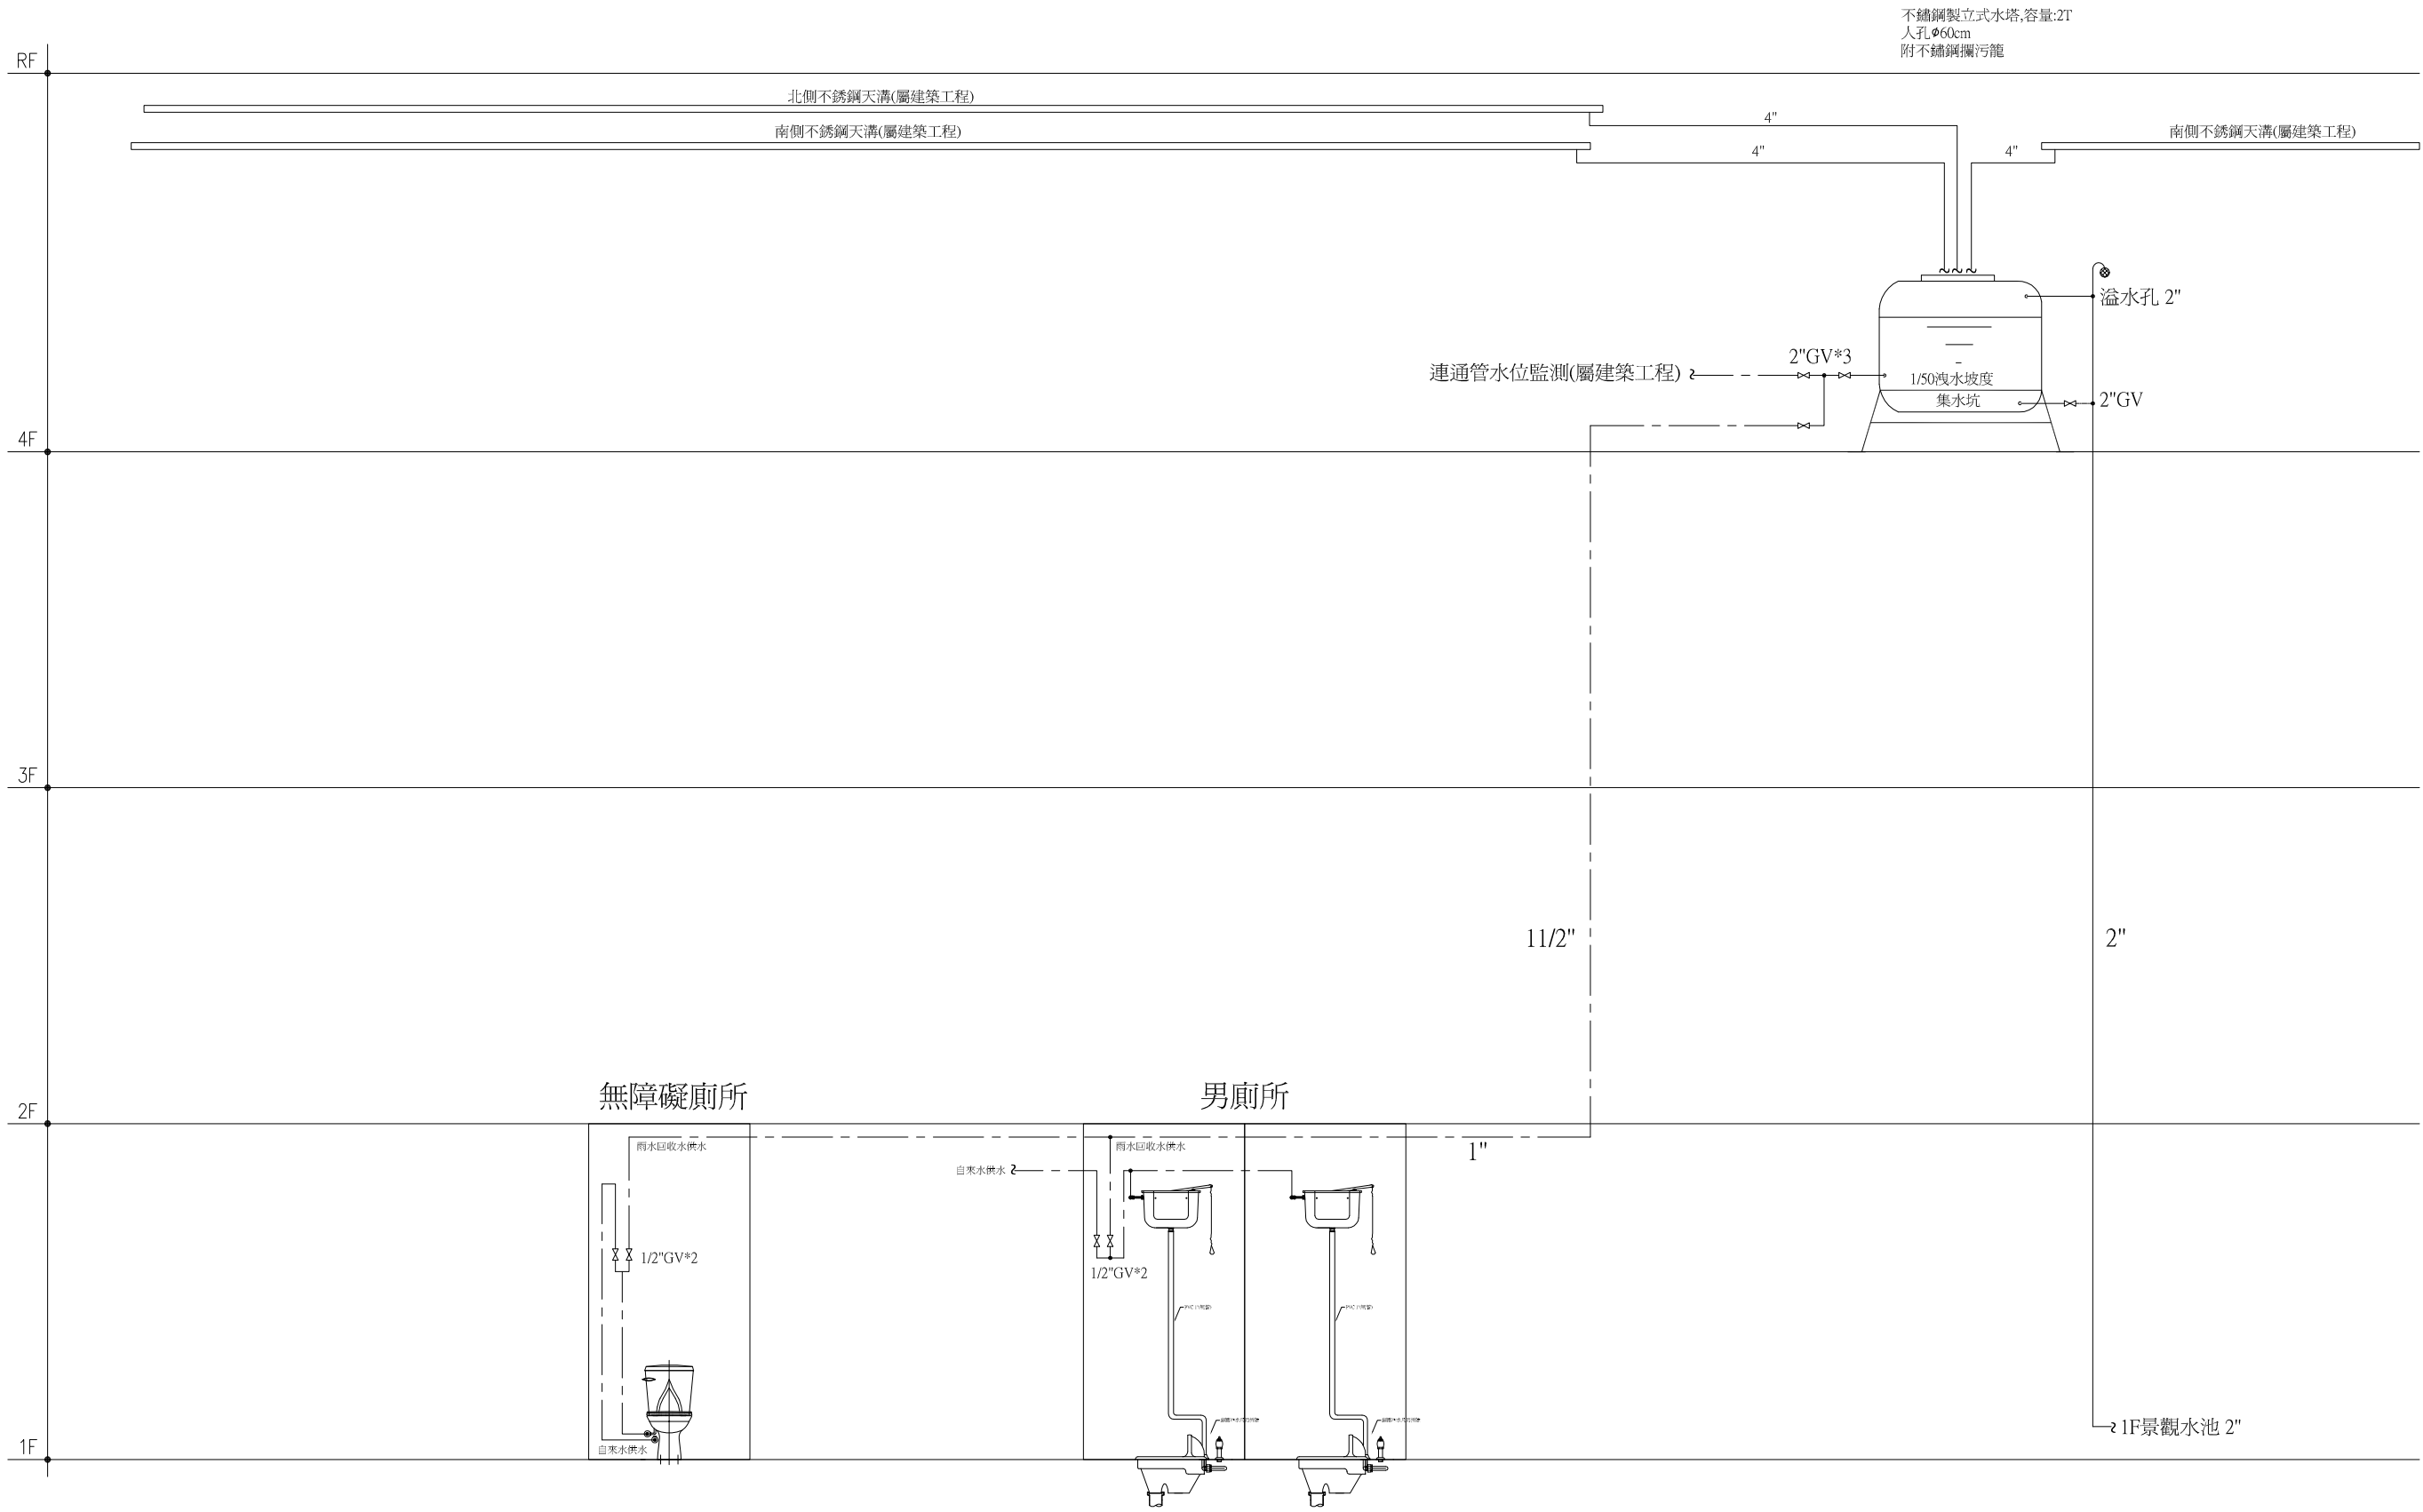 不鏽鋼製立式水塔,容量:2T
人孔φ60cm
附不鏽鋼攔污籠
RF
北側不銹鋼天溝(屬建築工程)
4"
南側不銹鋼天溝(屬建築工程)
4"
4"
南側不銹鋼天溝(屬建築工程)
溢水孔 2"
2"GV*3
連通管水位監測(屬建築工程)
1/50洩水坡度
集水坑
2"GV
4F
3F
11/2"
2"
無障礙廁所
男廁所
2F
雨水回收水供水
雨水回收水供水
1"
自來水供水
1/2"GV*2
1/2"GV*2
1F景觀水池 2"
1F
自來水供水